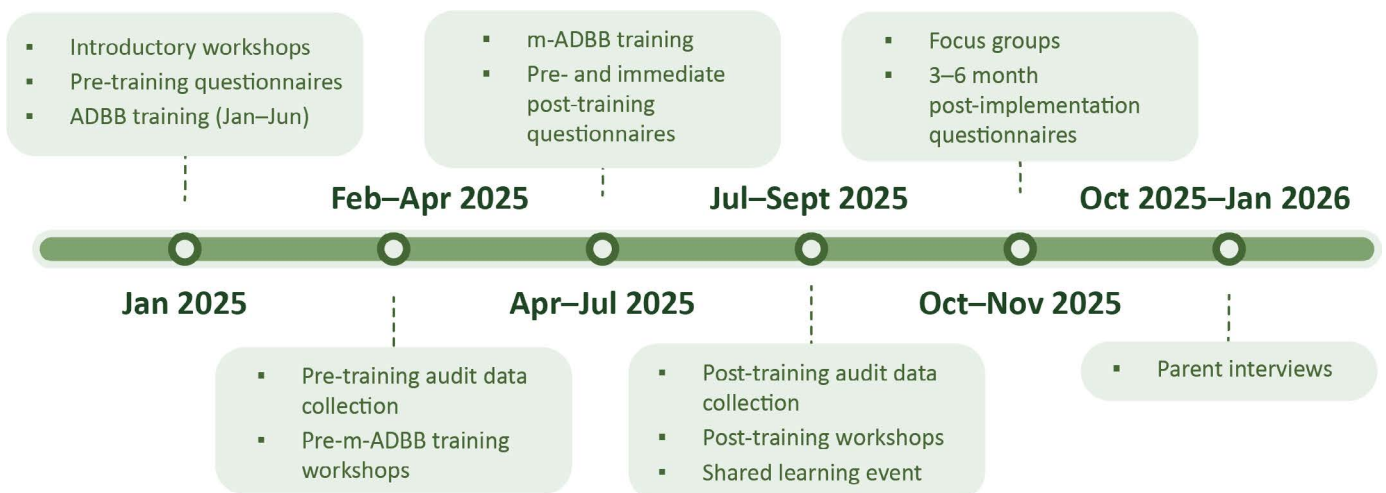 ▪ Introductory workshops
▪ Pre-training questionnaires
▪ ADBB training (Jan–Jun)
▪ m-ADBB training
▪ Pre- and immediate
post-training
questionnaires
▪ Focus groups
▪ 3–6 month
post-implementation
questionnaires
Feb–Apr 2025
Jul–Sept 2025
Oct 2025–Jan 2026
Jan 2025
Apr–Jul 2025
Oct–Nov 2025
▪ Pre-training audit data
collection
▪ Pre-m-ADBB training
workshops
▪ Post-training audit data
collection
▪ Post-training workshops
▪ Shared learning event
▪ Parent interviews